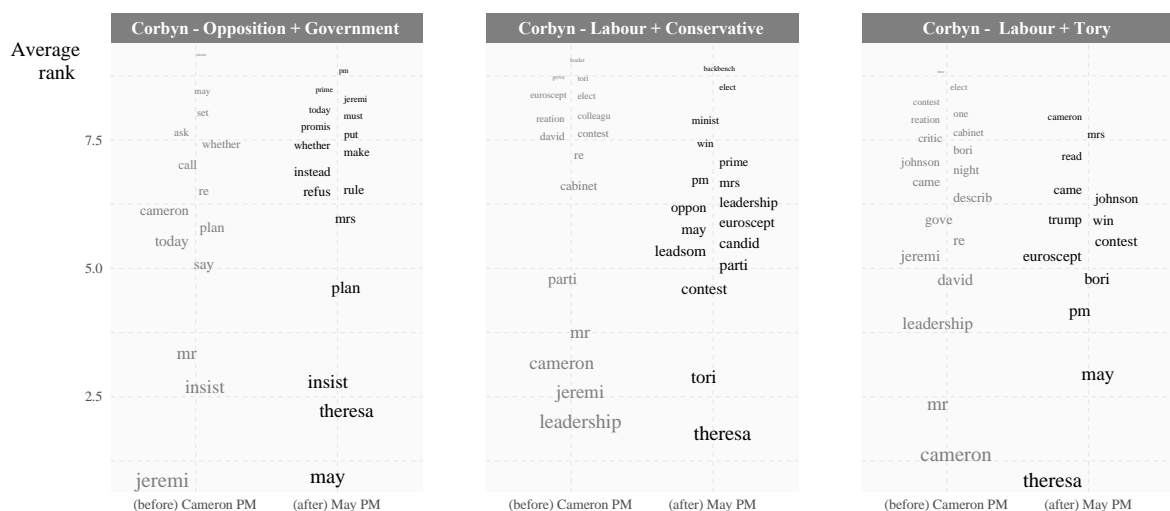 Corbyn - Opposition + Government
Corbyn - Labour + Conservative
Corbyn - Labour + Tory
Average
rank
7.5
5.0
2.5
pm
may
prime
jeremi
set
today
must
ask
promis
put
whether
whether
make
call
instead
re
refus
rule
cameron
plan
mrs
today
say
plan
mr
insist
insist
theresa
jeremi
may
(before) Cameron PM
(after) May PM
leader
backbench
gove
tori
elect
euroscept
elect
reation
colleagu
minist
david
contest
win
re
prime
cabinet
pm
mrs
oppon
leadership
may
euroscept
leadsom
candid
parti
parti
contest
mr
cameron
tori
jeremi
leadership
theresa
(before) Cameron PM
(after) May PM
elect
contest
one
reation
cameron
critic
cabinet
mrs
bori
johnson
read
night
came
came
describ
johnson
gove
trump
win
re
contest
jeremi
euroscept
david
bori
leadership
pm
may
mr
cameron
theresa
(before) Cameron PM
(after) May PM